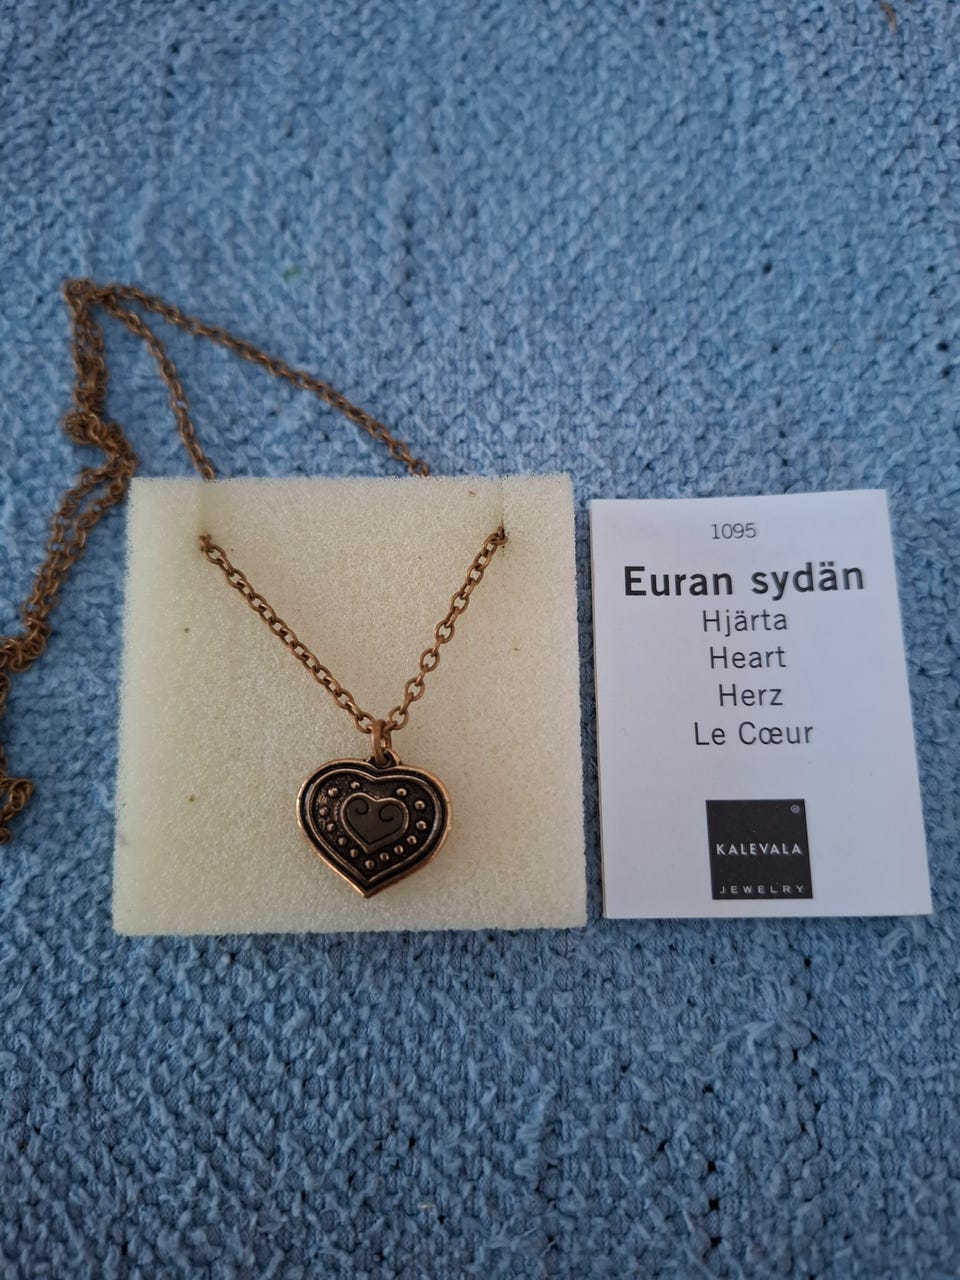 1095
Euran sydän
Hjärta
Heart
Herz
Le Cœur
®
KALEVALA
JEWELRY